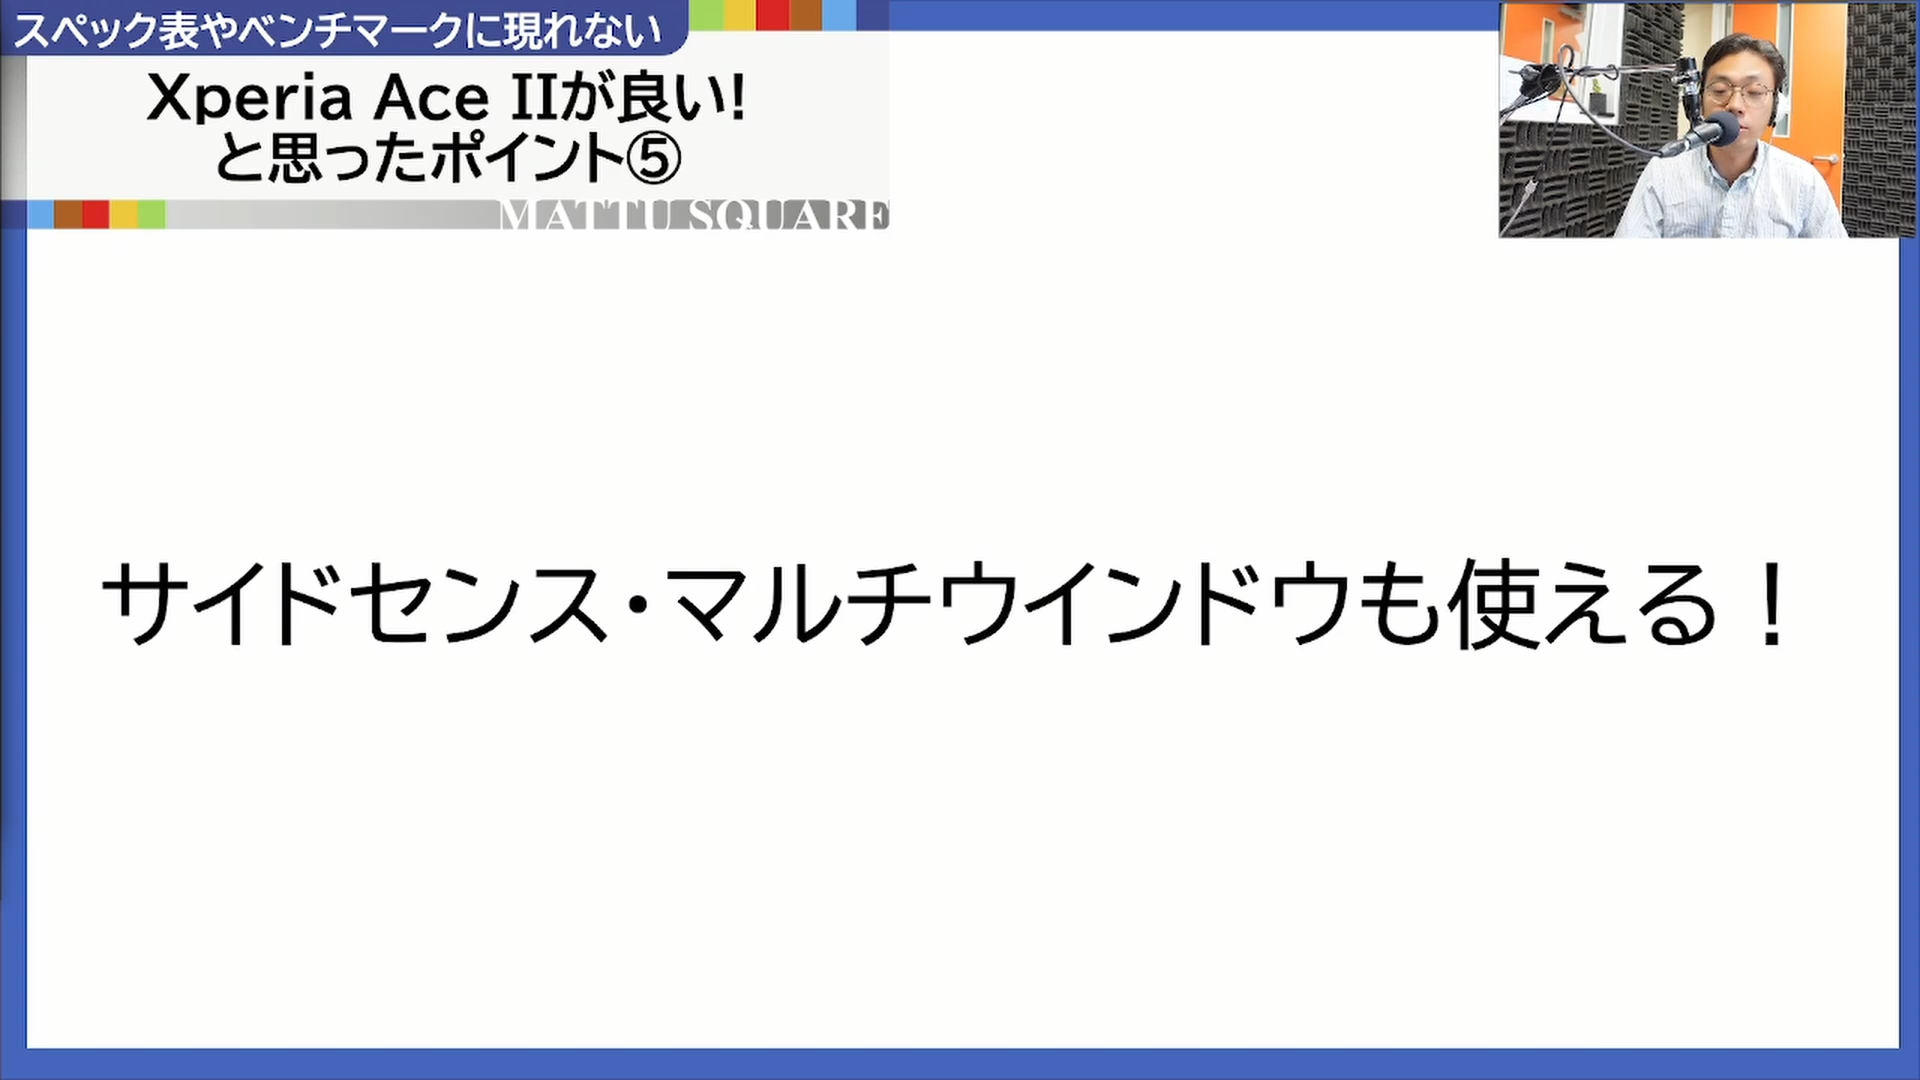 スペック表やベンチマークに現れない
Xperia Ace IIが良い!
と思ったポイント⑤
MATTU SQUARE
サイドセンス・マルチウインドウも使える！